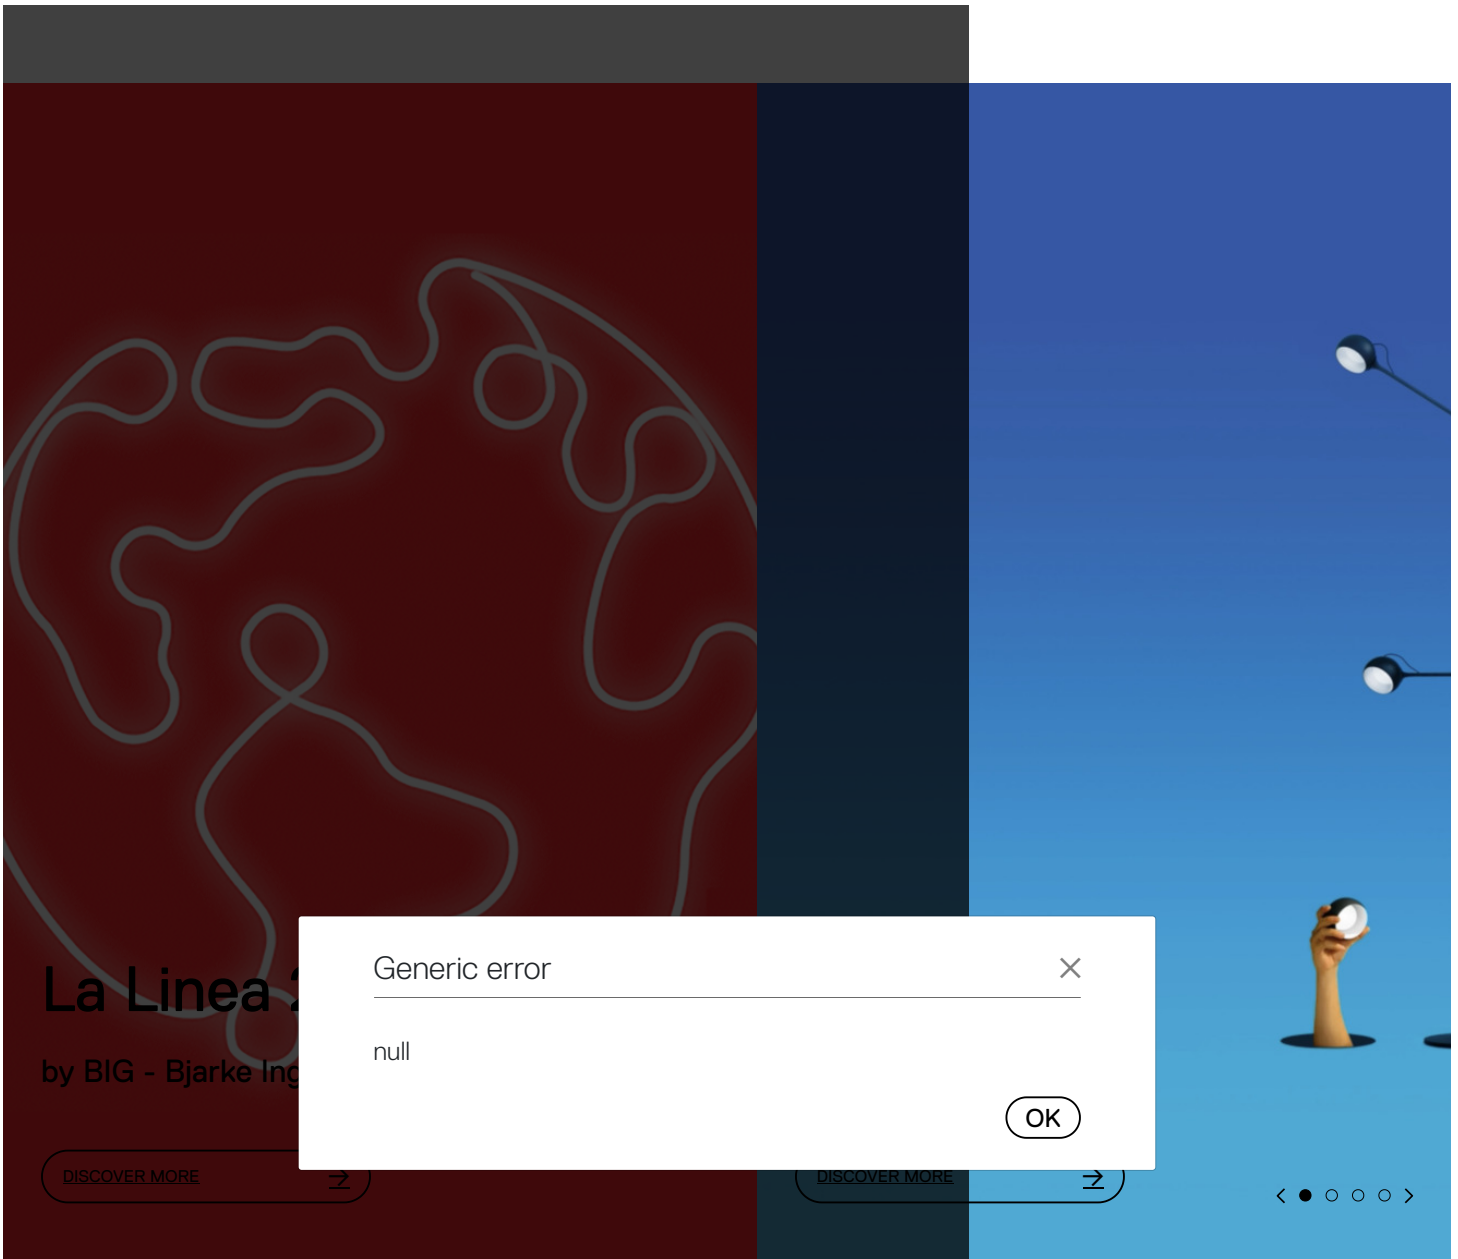 Generic error
null
OK
La Linea
by BIG - Bjarke
DISCOVER MORE
DISCOVER MORE